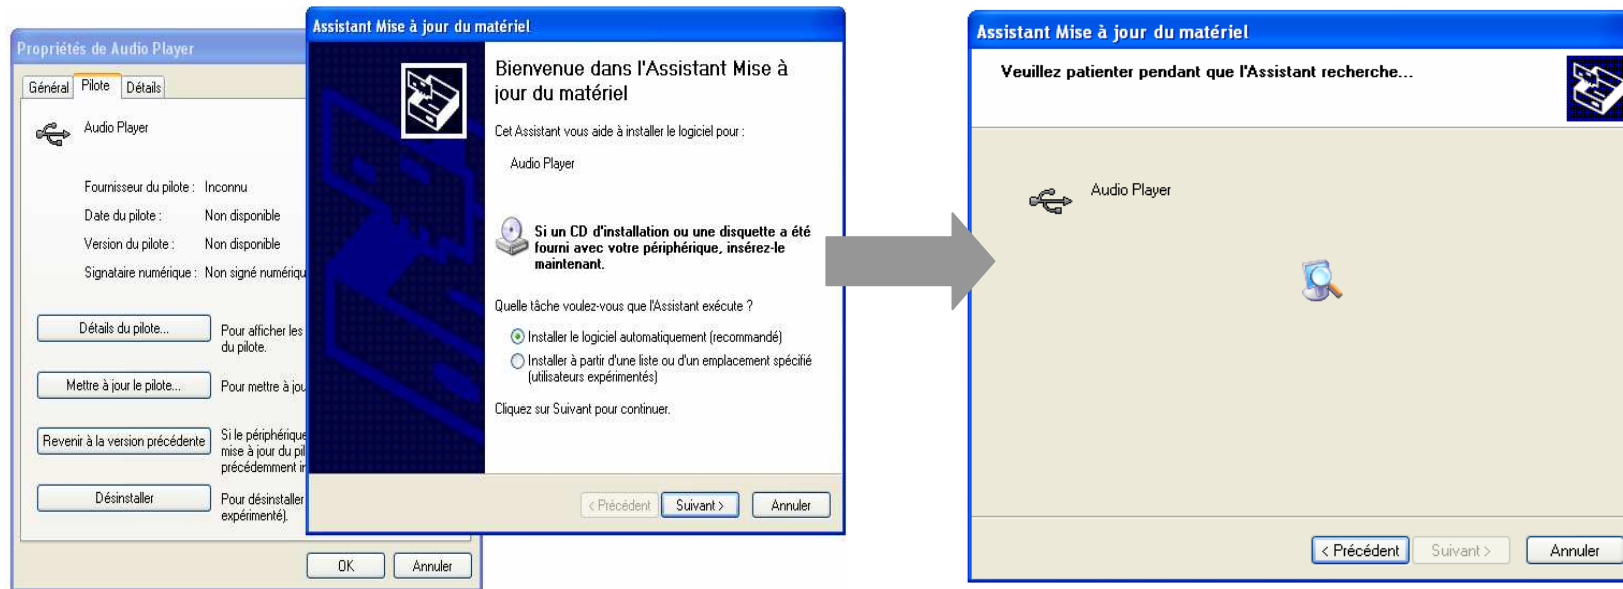 Propriétés de Audio Player
Général Pilote Détails
Audio Player
Fournisseur du pilote : Inconnu
Date du pilote : Non disponible
Version du pilote : Non disponible
Signataire numérique : Non signé numériqu
Détails du pilote...
Pour afficher les
du pilote.
Mettre à jour le pilote...
Pour mettre à jou
Revenir à la version précédente
Si le périphérique
mise à jour du pil
précédemment in
Désinstaller
Pour désinstaller
expérimenté).
OK Annuler
Assistant Mise à jour du matériel
Bienvenue dans l'Assistant Mise à
jour du matériel
Cet Assistant vous aide à installer le logiciel pour :
Audio Player
Si un CD d'installation ou une disquette a été
fourni avec votre périphérique, insérez-le
maintenant.
Quelle tâche voulez-vous que l'Assistant exécute ?
Installer le logiciel automatiquement (recommandé)
Installer à partir d'une liste ou d'un emplacement spécifié
(utilisateurs expérimentés)
Cliquez sur Suivant pour continuer.
< Précédent Suivant > Annuler
Assistant Mise à jour du matériel
Veuillez patienter pendant que l'Assistant recherche...
Audio Player
< Précédent Suivant > Annuler